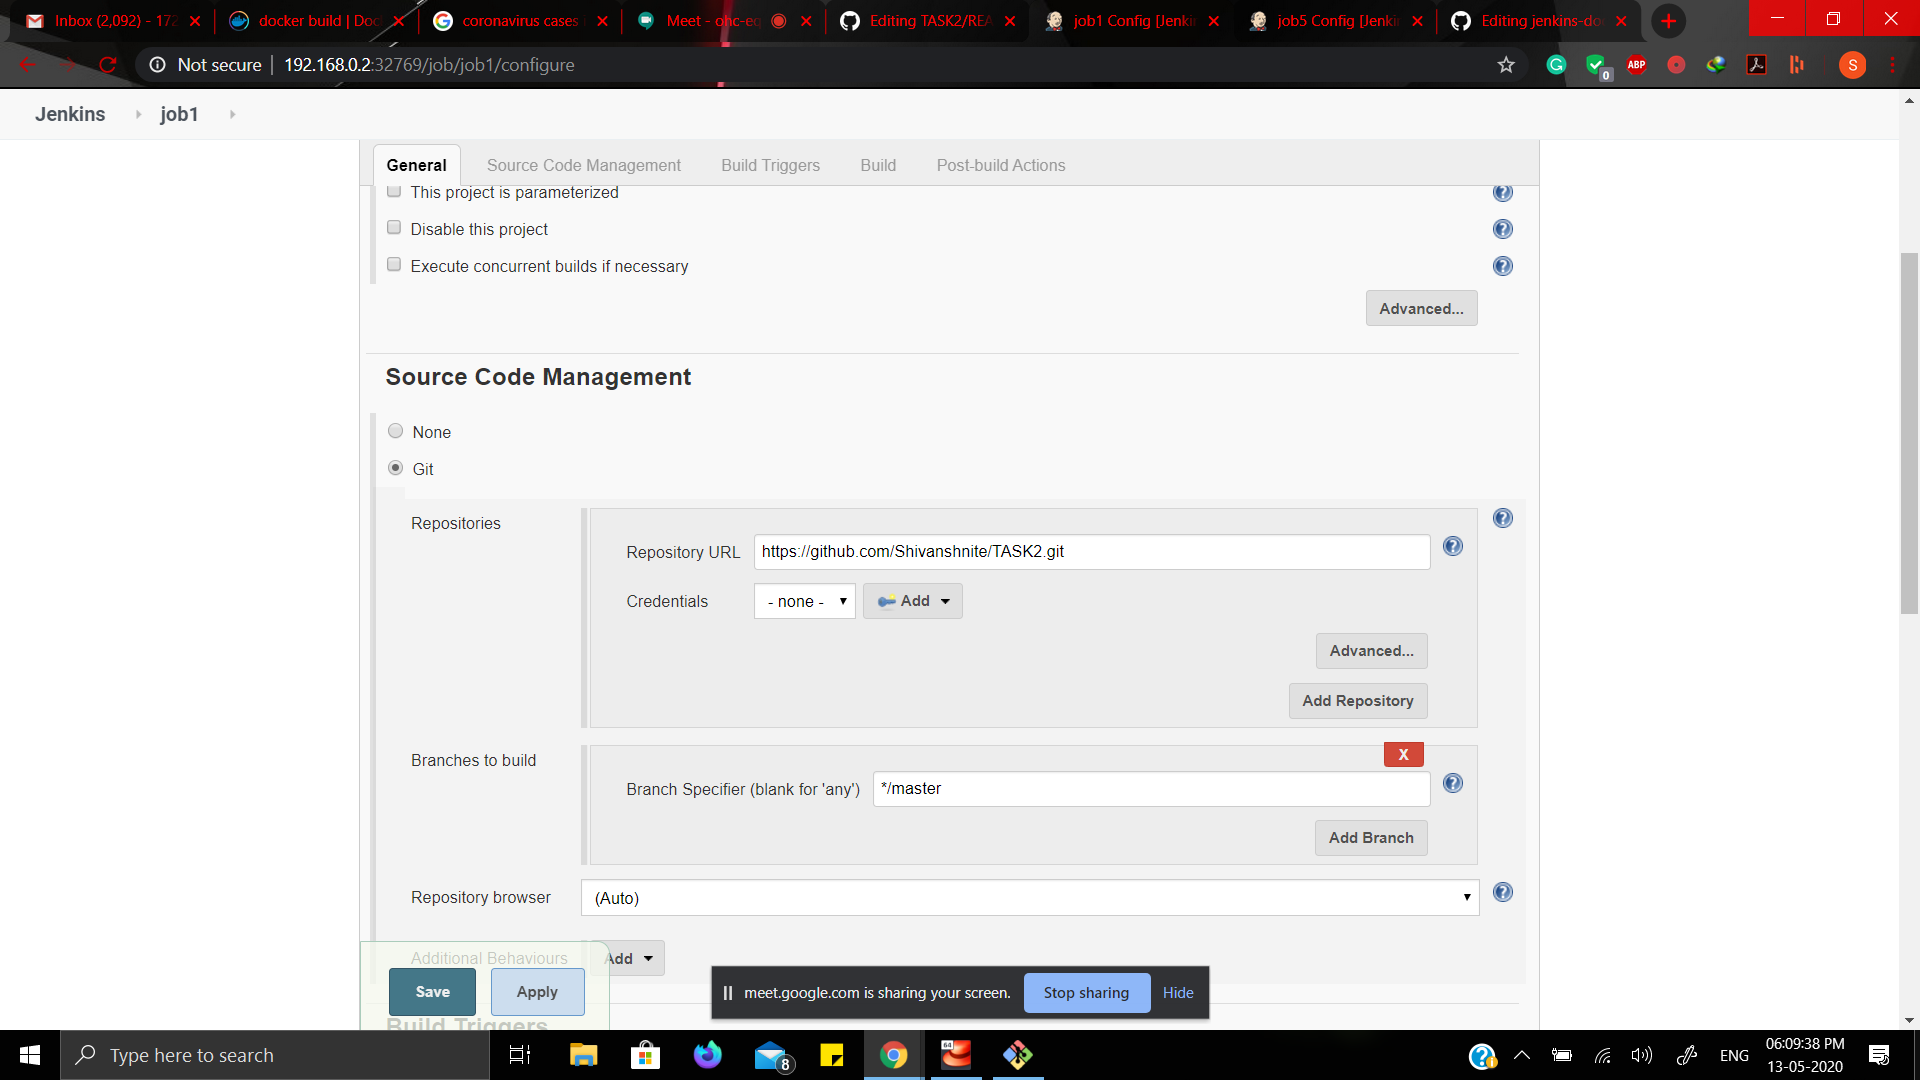 Inbox (2,092) - 172
docker build | Doc
coronavirus cases
Meet - ohc-eq
Editing TASK2/REA
job1 Config [Jenkin
job5 Config [Jenkin
Editing jenkins-do
Not secure
192.168.0.2:32769/job/job1/configure
0
ABP
S
Jenkins
job1
General
Source Code Management
Build Triggers
Build
Post-build Actions
This project is parameterized
Disable this project
Execute concurrent builds if necessary
Advanced...
Source Code Management
None
Git
Repositories
Repository URL
https://github.com/Shivanshnite/TASK2.git
Credentials
- none -
Add
Advanced...
Add Repository
Branches to build
X
Branch Specifier (blank for 'any')
*/master
Add Branch
Repository browser
(Auto)
Additional Behaviours
Add
Save
Apply
Build Triggers
meet.google.com is sharing your screen.
Stop sharing
Hide
Type here to search
8
64
ENG
06:09:38 PM
13-05-2020